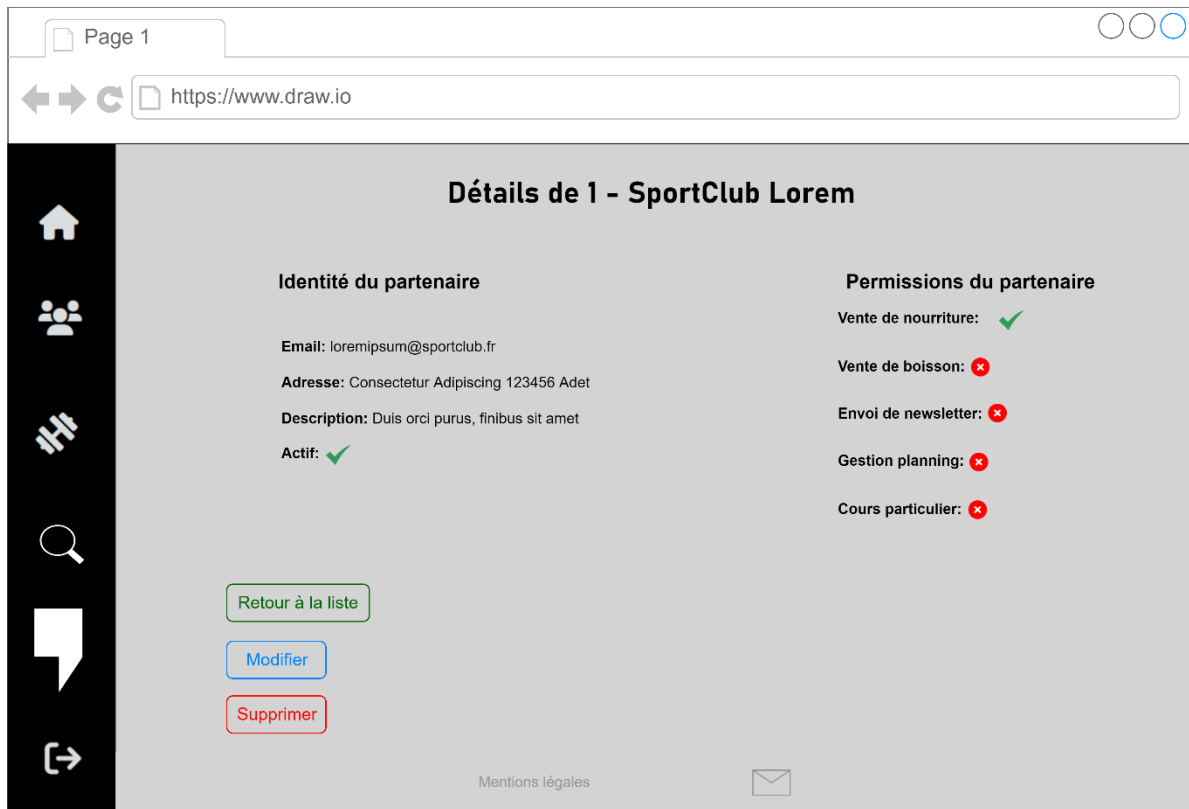 Page 1
https://www.draw.io
Détails de 1 - SportClub Lorem
Identité du partenaire
Email: loremipsum@sportclub.fr
Adresse: Consectetur Adipiscing 123456 Adet
Description: Duis orci purus, finibus sit amet
Actif:
Permissions du partenaire
Vente de nourriture:
Vente de boisson:
Envoi de newsletter:
Gestion planning:
Cours particulier:
Retour à la liste
Modifier
Supprimer
Mentions légales